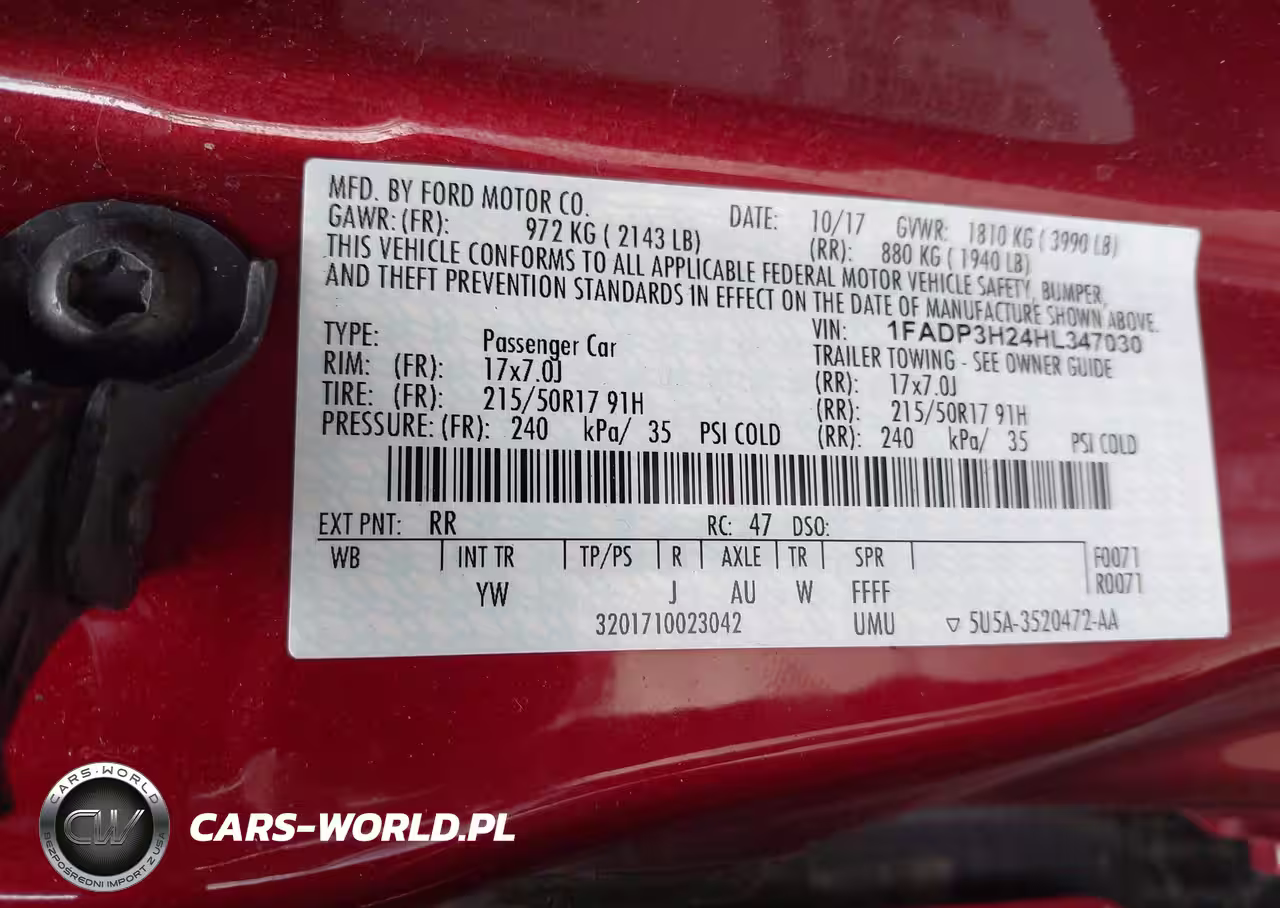 MFD. BY FORD MOTOR CO. DATE: 10/17 GVWR: 1810 KG ( 3990 LB)
GAWR: (FR): 972 KG ( 2143 LB) (RR): 880 KG ( 1940 LB)
THIS VEHICLE CONFORMS TO ALL APPLICABLE FEDERAL MOTOR VEHICLE SAFETY, BUMPER,
AND THEFT PREVENTION STANDARDS IN EFFECT ON THE DATE OF MANUFACTURE SHOWN ABOVE.
VIN: 1FADP3H24HL347030
TYPE: Passenger Car TRAILER TOWING - SEE OWNER GUIDE
RIM: (FR): 17x7.0J (RR): 17x7.0J
TIRE: (FR): 215/50R17 91H (RR): 215/50R17 91H
PRESSURE: (FR): 240 kPa/ 35 PSI COLD (RR): 240 kPa/ 35 PSI COLD
EXT PNT: RR RC: 47 DSO:
WB INT TR TP/PS R AXLE TR SPR F0071
YW J AU W FFFF R0071
3201710023042 UMU ▽ 5U5A-3520472-AA
CARS-WORLD
CW
BEZPOŚREDNI IMPORT Z USA
CARS-WORLD.PL